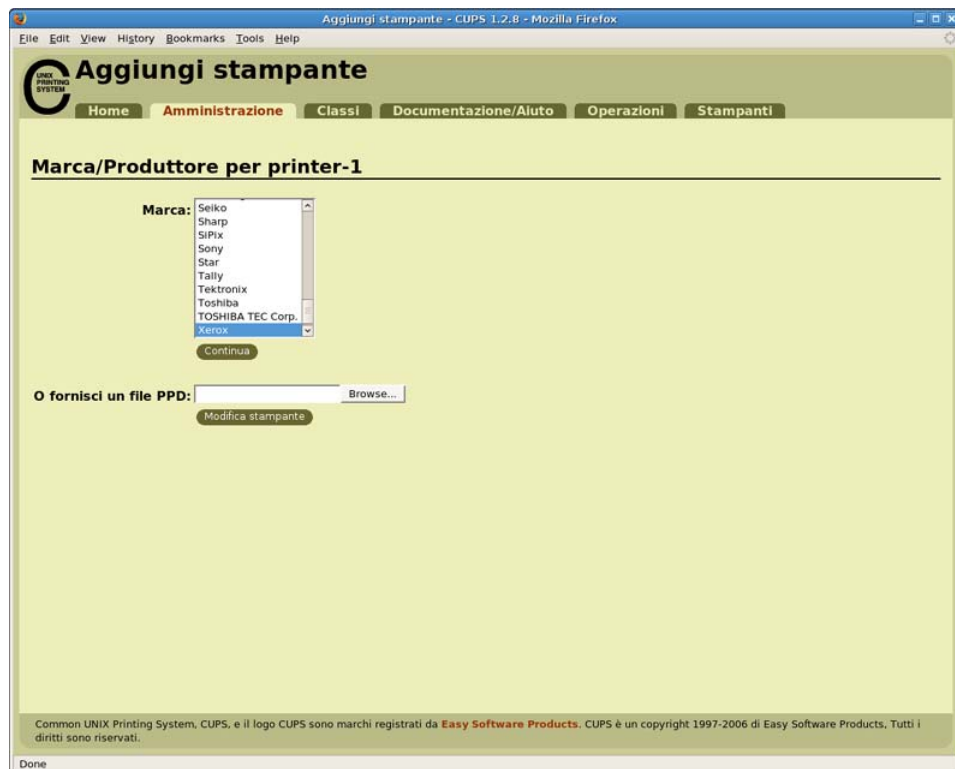 Aggiungi stampante - CUPS 1.2.8 - Mozilla Firefox
File Edit View History Bookmarks Tools Help
UNIX
PRINTING
SYSTEM
Aggiungi stampante
Home Amministrazione Classi Documentazione/Aiuto Operazioni Stampanti
Marca/Produttore per printer-1
Marca:
Seiko
Sharp
SiPix
Sony
Star
Tally
Tektronix
Toshiba
TOSHIBA TEC Corp.
Xerox
Continua
O fornisci un file PPD: Browse...
Modifica stampante
Common UNIX Printing System, CUPS, e il logo CUPS sono marchi registrati da Easy Software Products. CUPS è un copyright 1997-2006 di Easy Software Products, Tutti i
diritti sono riservati.
Done